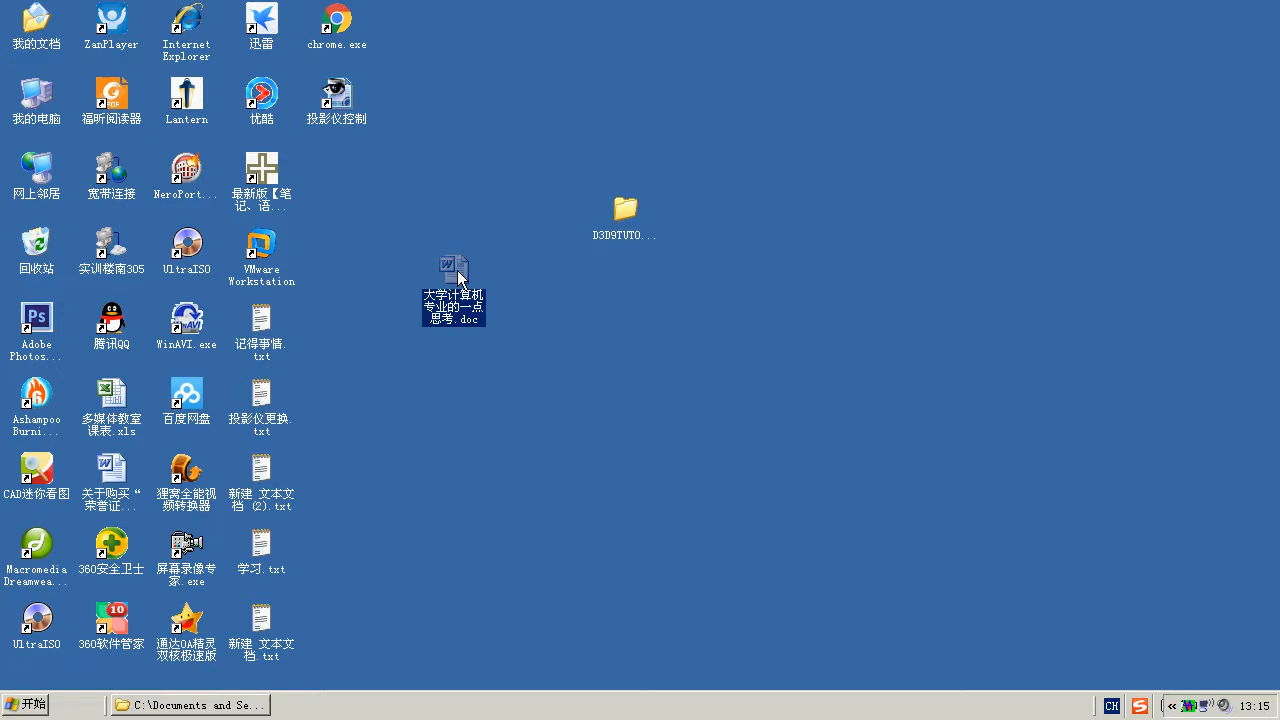 我的文档
ZanPlayer
Internet
Explorer
迅雷
chrome.exe
我的电脑
福昕阅读器
Lantern
优酷
投影仪控制
网上邻居
宽带连接
NeroPort...
最新版【笔
记、语...
D3D9TUTO...
回收站
实训楼南305
UltraISO
VMware
Workstation
大学计算机
专业的一点
思考.doc
Adobe
Photos...
腾讯QQ
WinAVI.exe
记得事情.
txt
Ashampoo
Burni...
多媒体教室
课表.xls
百度网盘
投影仪更换.
txt
CAD迷你看图
关于购买“
荣誉证...
狸窝全能视
频转换器
新建 文本文
档 (2).txt
Macromedia
Dreamwea...
360安全卫士
屏幕录像专
家.exe
学习.txt
UltraISO
10
360软件管家
通达OA精灵
双核极速版
新建 文本文
档.txt
开始
C:\Documents and Se...
CH
«
13:15